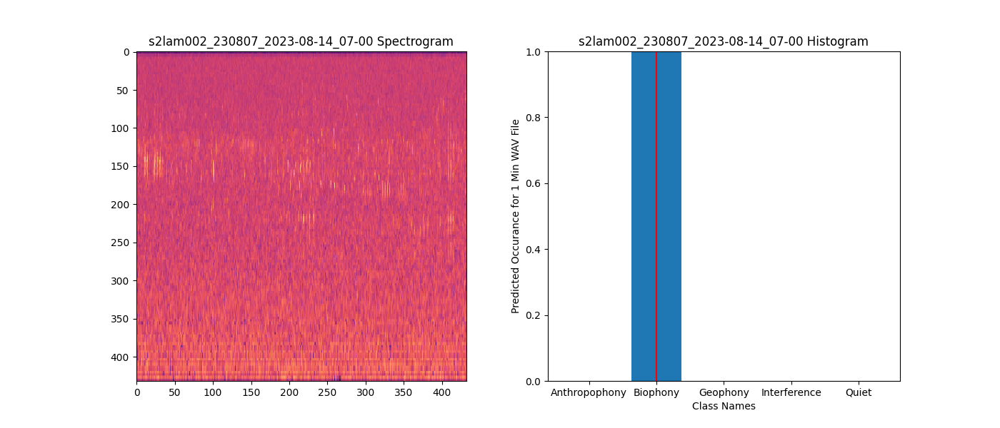 s2lam002_230807_2023-08-14_07-00 Spectrogram
0
50
100
150
200
250
300
350
400
0 50 100 150 200 250 300 350 400
s2lam002_230807_2023-08-14_07-00 Histogram
Predicted Occurance for 1 Min WAV File
1.0
0.8
0.6
0.4
0.2
0.0
Anthropophony Biophony Geophony Interference Quiet
Class Names